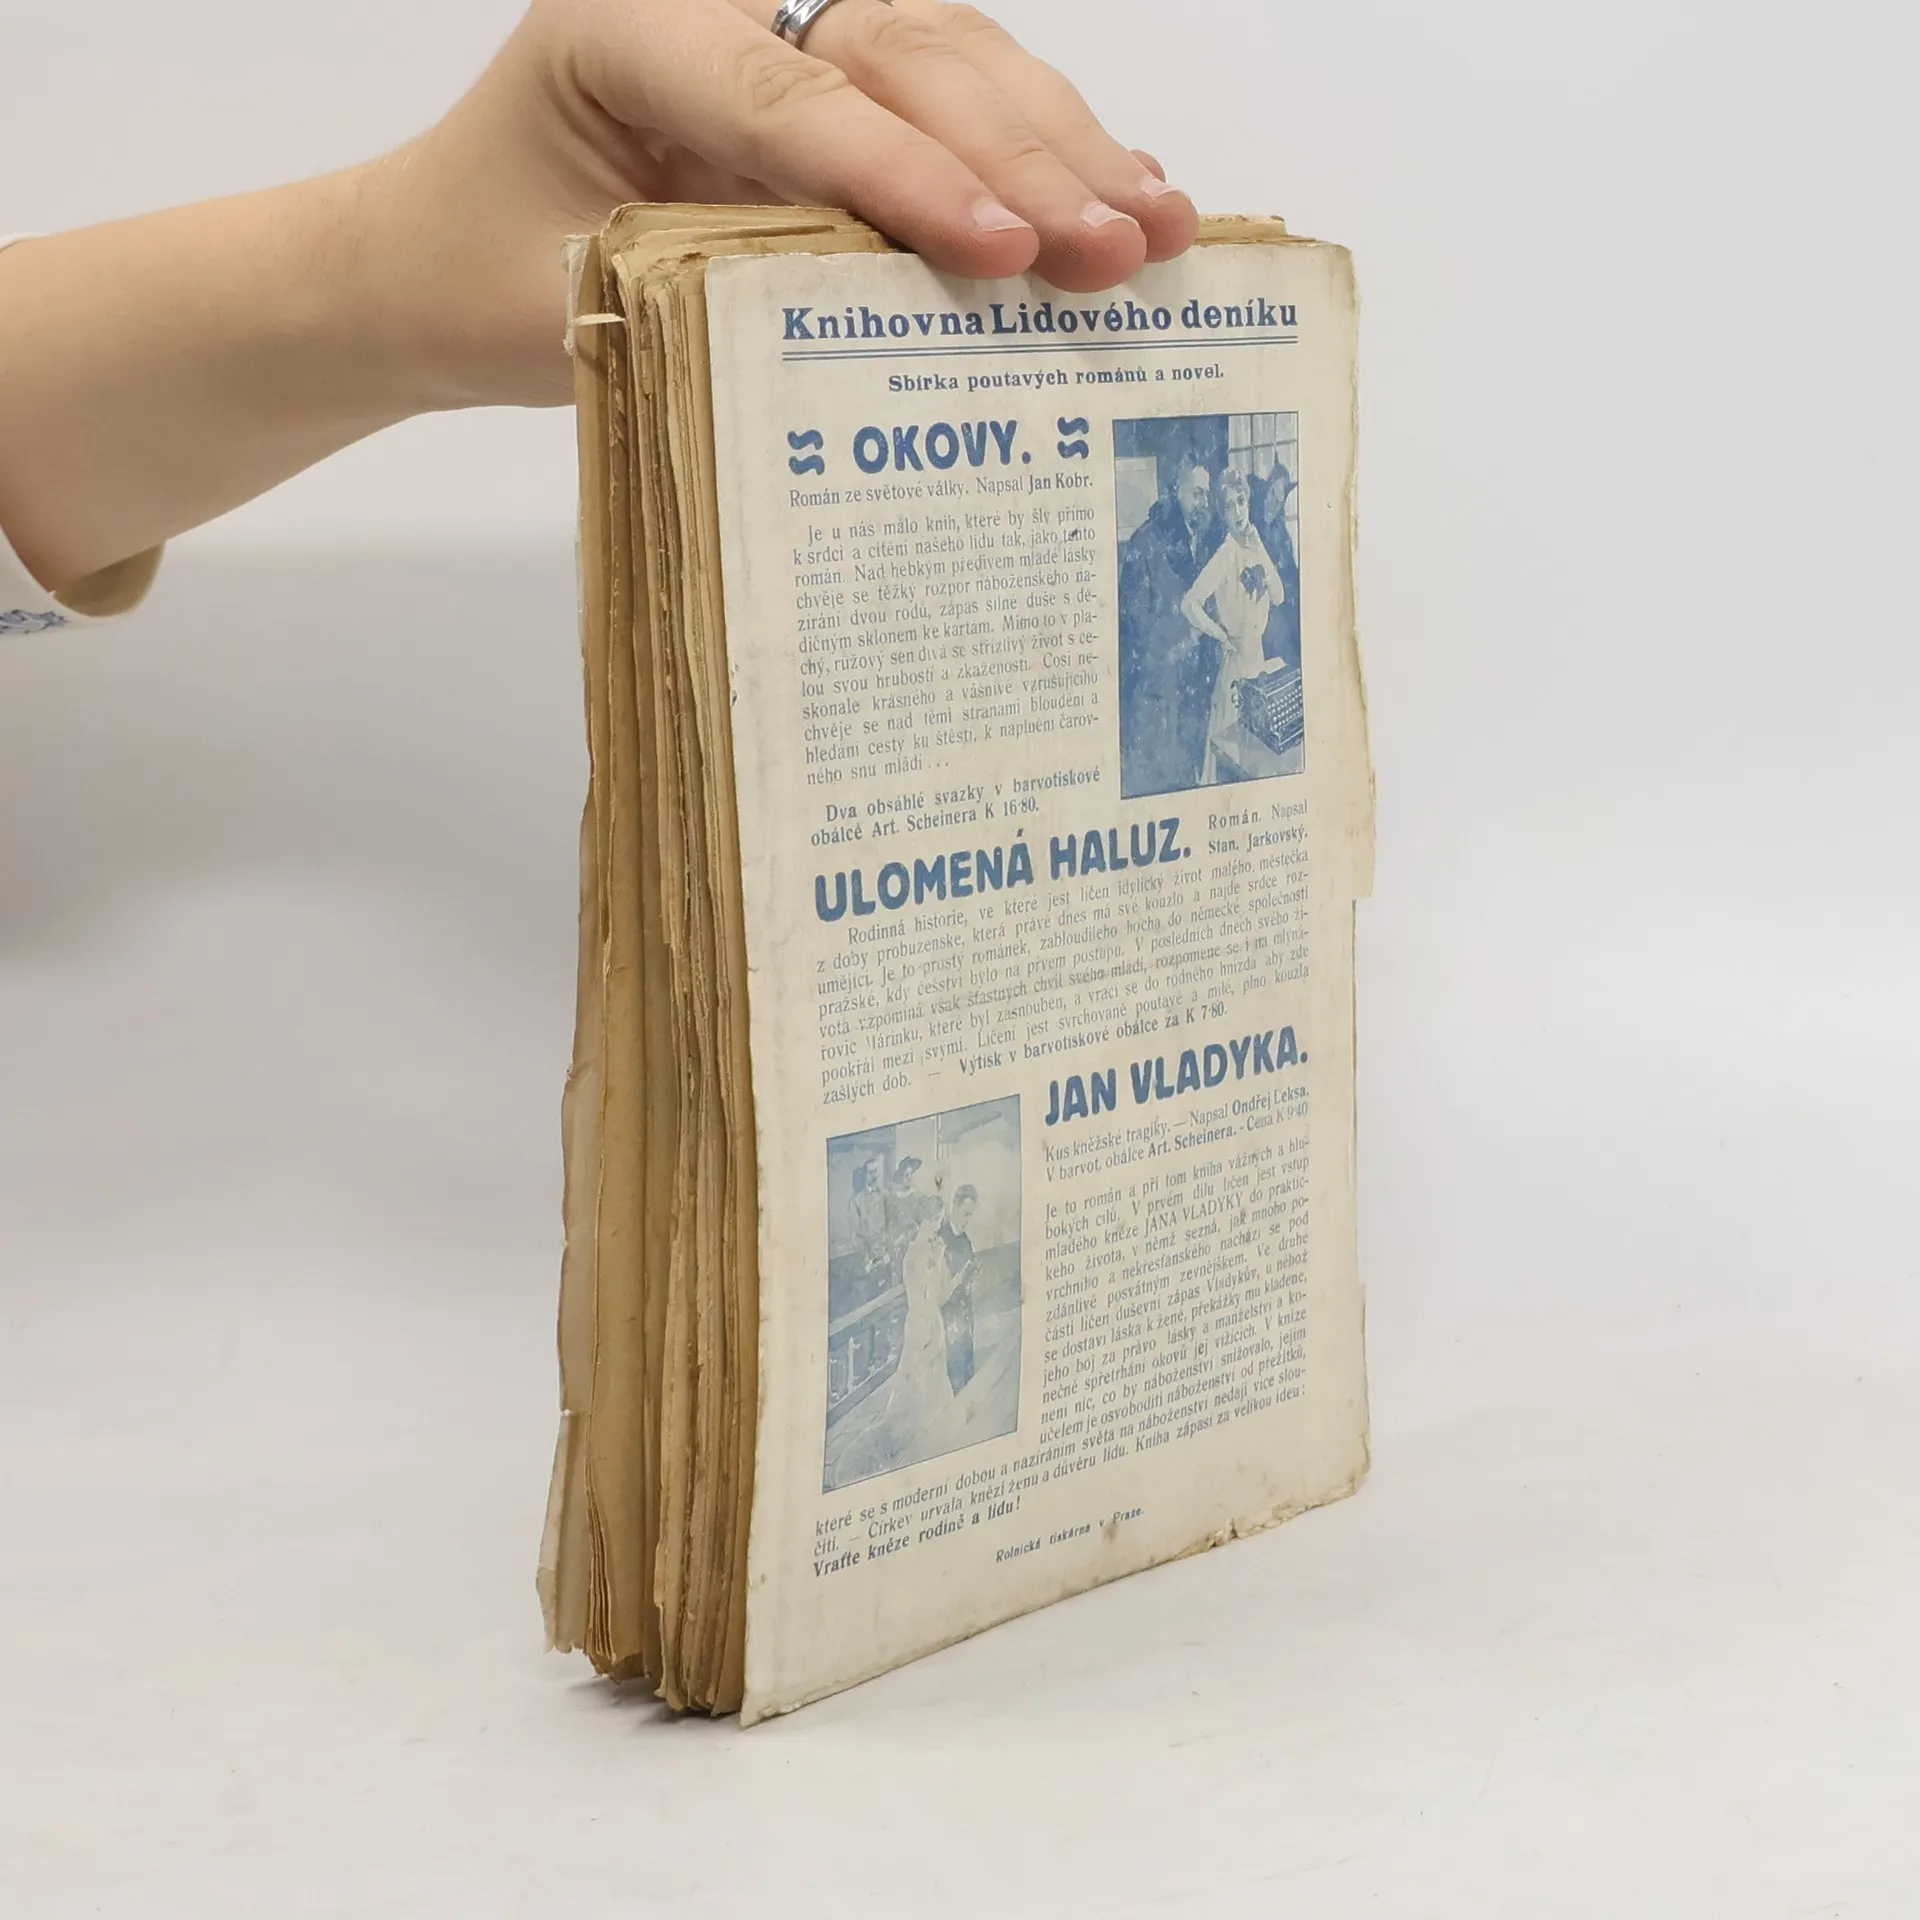 Knihovna Lidového deníku
Sbírka poutavých románů a novel.
OKOVY.
Román ze světové války. Napsal Jan Kobr.
Je u nás málo knih, které by šly přímo
k srdci a cítění našeho lidu tak, jako tento
román. Nad hebkým předivem mladé lásky
chvěje se těžký rozpor náboženského na-
zírání dvou rodů, zápas silné duše s dě-
dičným sklonem ke kartám. Mimo to v pla-
chý, růžový sen dívá se střízlivý život s ce-
lou svou hrubostí a zkažeností. Cosi ne-
skonale krásného a vášnivě vzrušujícího
chvěje se nad těmi stranami bloudění a
hledání cesty ku štěstí, k naplnění čarov-
ného snu mládí ...
Dva obsáhlé svazky v barvotiskové
obálce Art. Scheinera K 16·80.
ULOMENÁ HALUZ.
Román. Napsal
Stan. Jarkovský.
Rodinná historie, ve které jest líčen idylický život malého městečka
z doby probuzenske, která právě dnes má své kouzlo a najde srdce roz-
umějící. Je to prostý románek, zabloudilého hocha do německé společnosti
pražské, kdy češství bylo na prvém postupu. V posledních dnech svého ži-
vota vzpomíná však šťastných chvil svého mládí, rozpomene se i na mlyná-
řovic Márinku, které byl zasnouben, a vrací se do rodného hnízda aby zde
pookřál mezi svými. Líčení jest svrchovaně poutavé a milé, plno kouzla
zašlých dob. — Výtisk v barvotiskové obálce za K 7·80.
JAN VLADYKA.
Kus kněžské tragiky. — Napsal Ondřej Leksa.
V barvot. obálce Art. Scheinera. - Cena K 9·40
Je to román a při tom kniha vážných a hlu-
bokých cílů. V prvém dílu líčen jest vstup
mladého kněze JANA VLADYKY do praktic-
kého života, v němž sezná, jak mnoho po-
vrchního a nekřesťanského nachází se pod
zdánlivě posvátným zevnějškem. Ve druhé
části líčen duševní zápas Vladykův, u něhož
se dostaví láska k ženě, překážky mu kladené,
jeho boj za právo lásky a manželství a ko-
nečné spřetrhání okovů jej vížících. V knize
není nic, co by náboženství snižovalo, jejím
účelem je osvoboditi náboženství od přežitků,
které se s moderní dobou a nazíráním světa na náboženství nedají více slou-
čiti. — Církev urvala knězi ženu a důvěru lidu. Kniha zápasí za velikou ideu:
Vraťte kněze rodině a lidu!
Rolnická tiskárna v Praze.